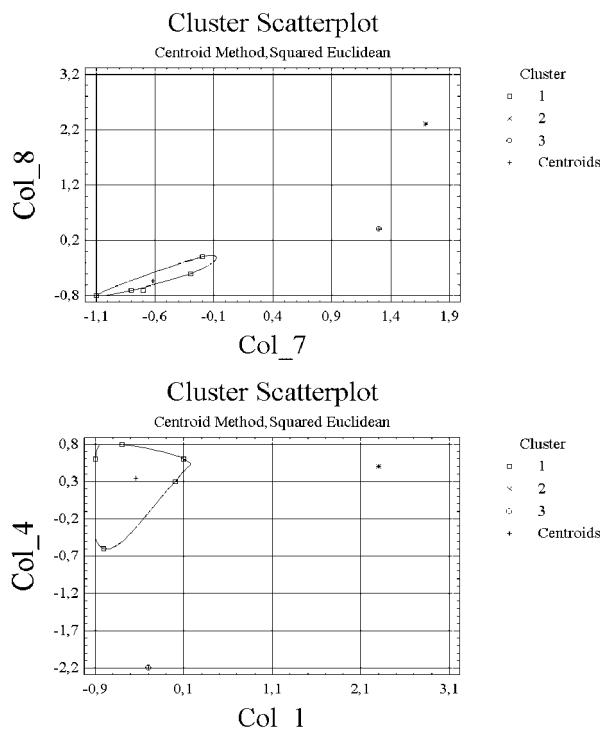 Cluster Scatterplot
Centroid Method,Squared Euclidean
Cluster
1
2
3
Centroids
3,2
2,2
1,2
0,2
-0,8
Col_8
-1,1 -0,6 -0,1 0,4 0,9 1,4 1,9
Col_7
Cluster Scatterplot
Centroid Method,Squared Euclidean
Cluster
1
2
3
Centroids
0,8
0,3
-0,2
-0,7
-1,2
-1,7
-2,2
Col_4
-0,9 0,1 1,1 2,1 3,1
Col_1